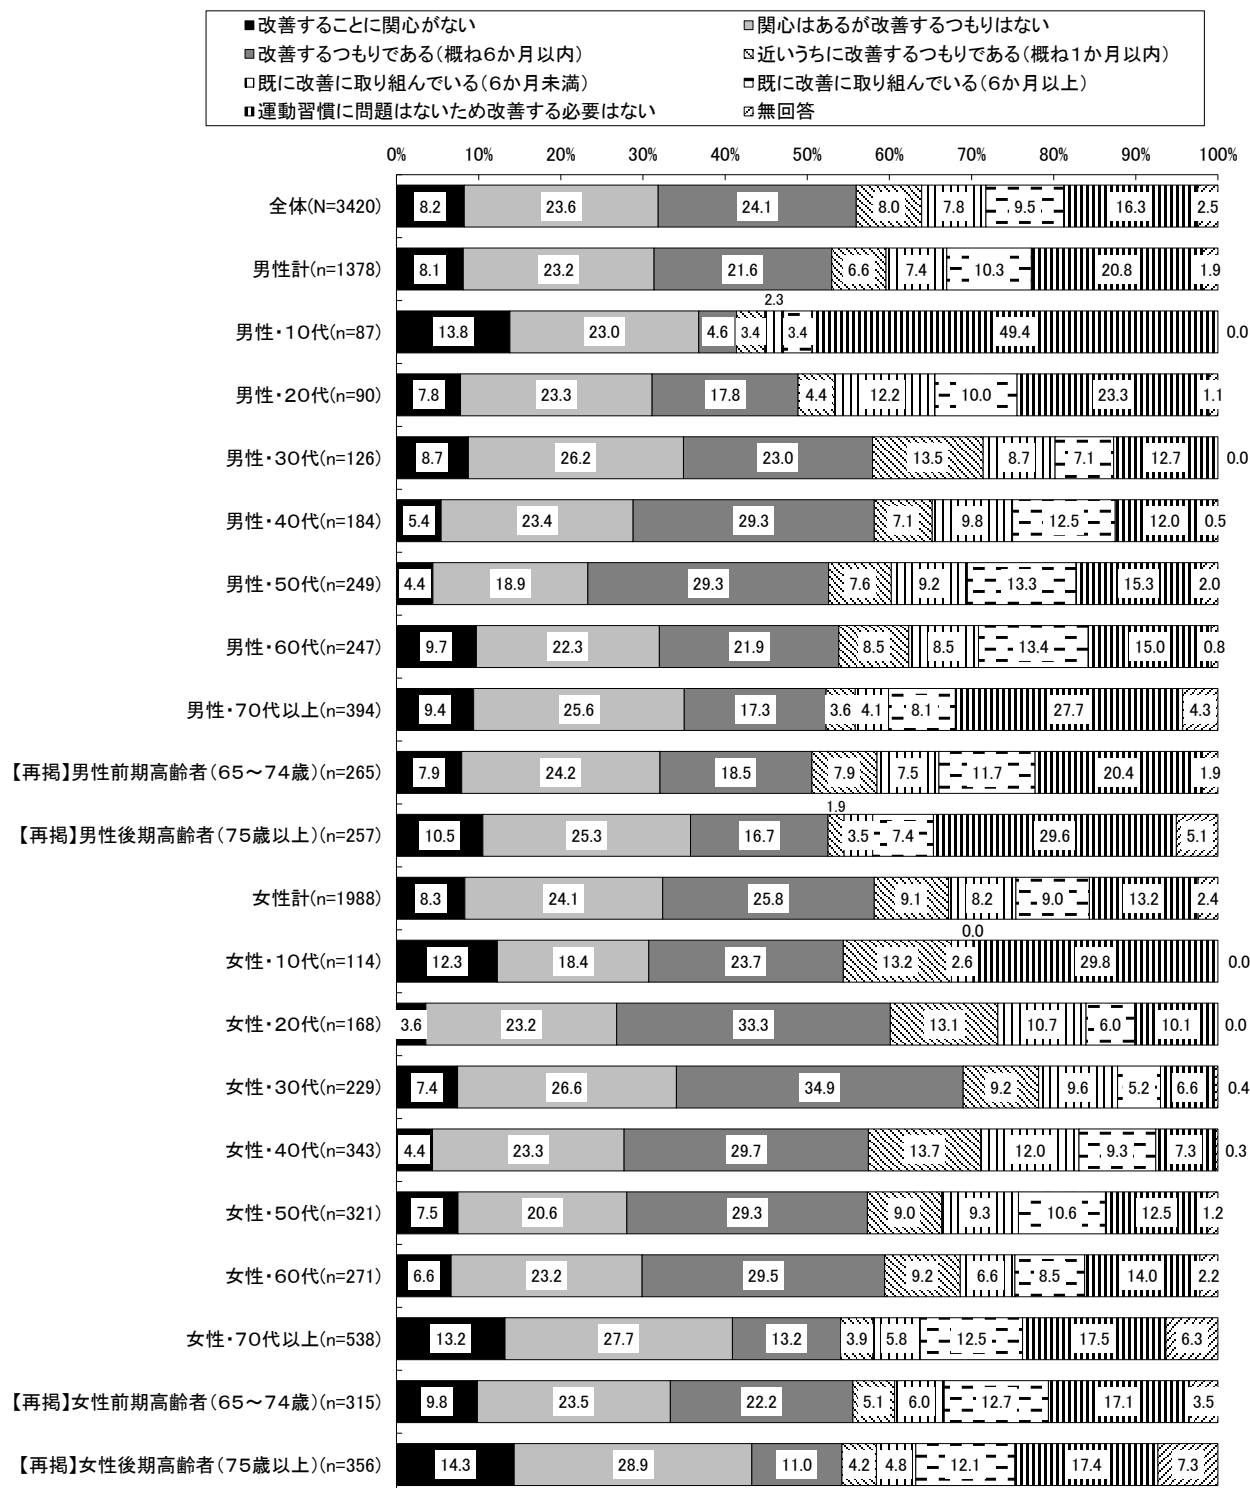 ■改善することに関心がない
■関心はあるが改善するつもりはない
■改善するつもりである(概ね6か月以内)
近いうちに改善するつもりである(概ね1か月以内)
既に改善に取り組んでいる(6か月未満)
既に改善に取り組んでいる(6か月以上)
運動習慣に問題はないため改善する必要はない
無回答
0% 10% 20% 30% 40% 50% 60% 70% 80% 90% 100%
全体(N=3420) 8.2 23.6 24.1 8.0 7.8 9.5 16.3 2.5
男性計(n=1378) 8.1 23.2 21.6 6.6 7.4 10.3 20.8 1.9
男性・10代(n=87) 13.8 23.0 4.6 3.4 2.3 3.4 49.4 0.0
男性・20代(n=90) 7.8 23.3 17.8 4.4 12.2 10.0 23.3 1.1
男性・30代(n=126) 8.7 26.2 23.0 13.5 8.7 7.1 12.7 0.0
男性・40代(n=184) 5.4 23.4 29.3 7.1 9.8 12.5 12.0 0.5
男性・50代(n=249) 4.4 18.9 29.3 7.6 9.2 13.3 15.3 2.0
男性・60代(n=247) 9.7 22.3 21.9 8.5 8.5 13.4 15.0 0.8
男性・70代以上(n=394) 9.4 25.6 17.3 3.6 4.1 8.1 27.7 4.3
【再掲】男性前期高齢者(65～74歳)(n=265) 7.9 24.2 18.5 7.9 7.5 11.7 20.4 1.9
【再掲】男性後期高齢者(75歳以上)(n=257) 10.5 25.3 16.7 1.9 3.5 7.4 29.6 5.1
女性計(n=1988) 8.3 24.1 25.8 9.1 8.2 9.0 13.2 2.4
女性・10代(n=114) 12.3 18.4 23.7 13.2 2.6 0.0 29.8 0.0
女性・20代(n=168) 3.6 23.2 33.3 13.1 10.7 6.0 10.1 0.0
女性・30代(n=229) 7.4 26.6 34.9 9.2 9.6 5.2 6.6 0.4
女性・40代(n=343) 4.4 23.3 29.7 13.7 12.0 9.3 7.3 0.3
女性・50代(n=321) 7.5 20.6 29.3 9.0 9.3 10.6 12.5 1.2
女性・60代(n=271) 6.6 23.2 29.5 9.2 6.6 8.5 14.0 2.2
女性・70代以上(n=538) 13.2 27.7 13.2 3.9 5.8 12.5 17.5 6.3
【再掲】女性前期高齢者(65～74歳)(n=315) 9.8 23.5 22.2 5.1 6.0 12.7 17.1 3.5
【再掲】女性後期高齢者(75歳以上)(n=356) 14.3 28.9 11.0 4.2 4.8 12.1 17.4 7.3